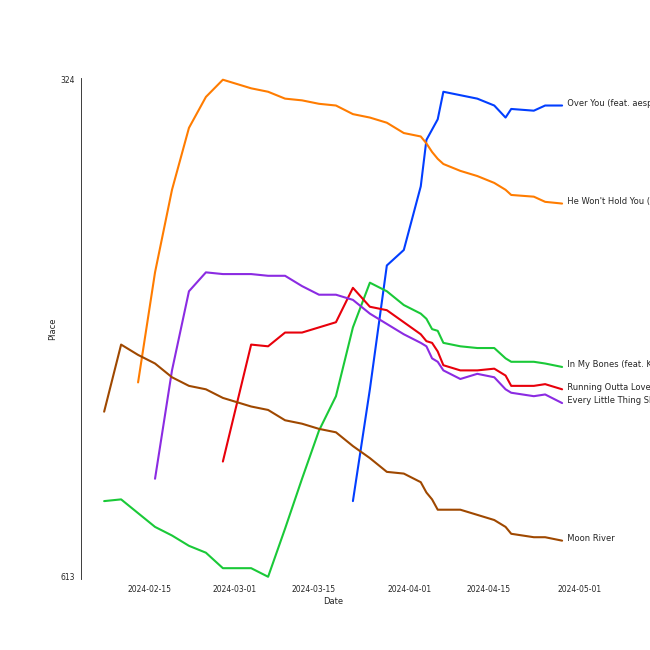 324
Over You (feat. aesp
He Won't Hold You (
Place
In My Bones (feat. K
Running Outta Love
Every Little Thing S
Moon River
613
2024-02-15 2024-03-01 2024-03-15 2024-04-01 2024-04-15 2024-05-01
Date